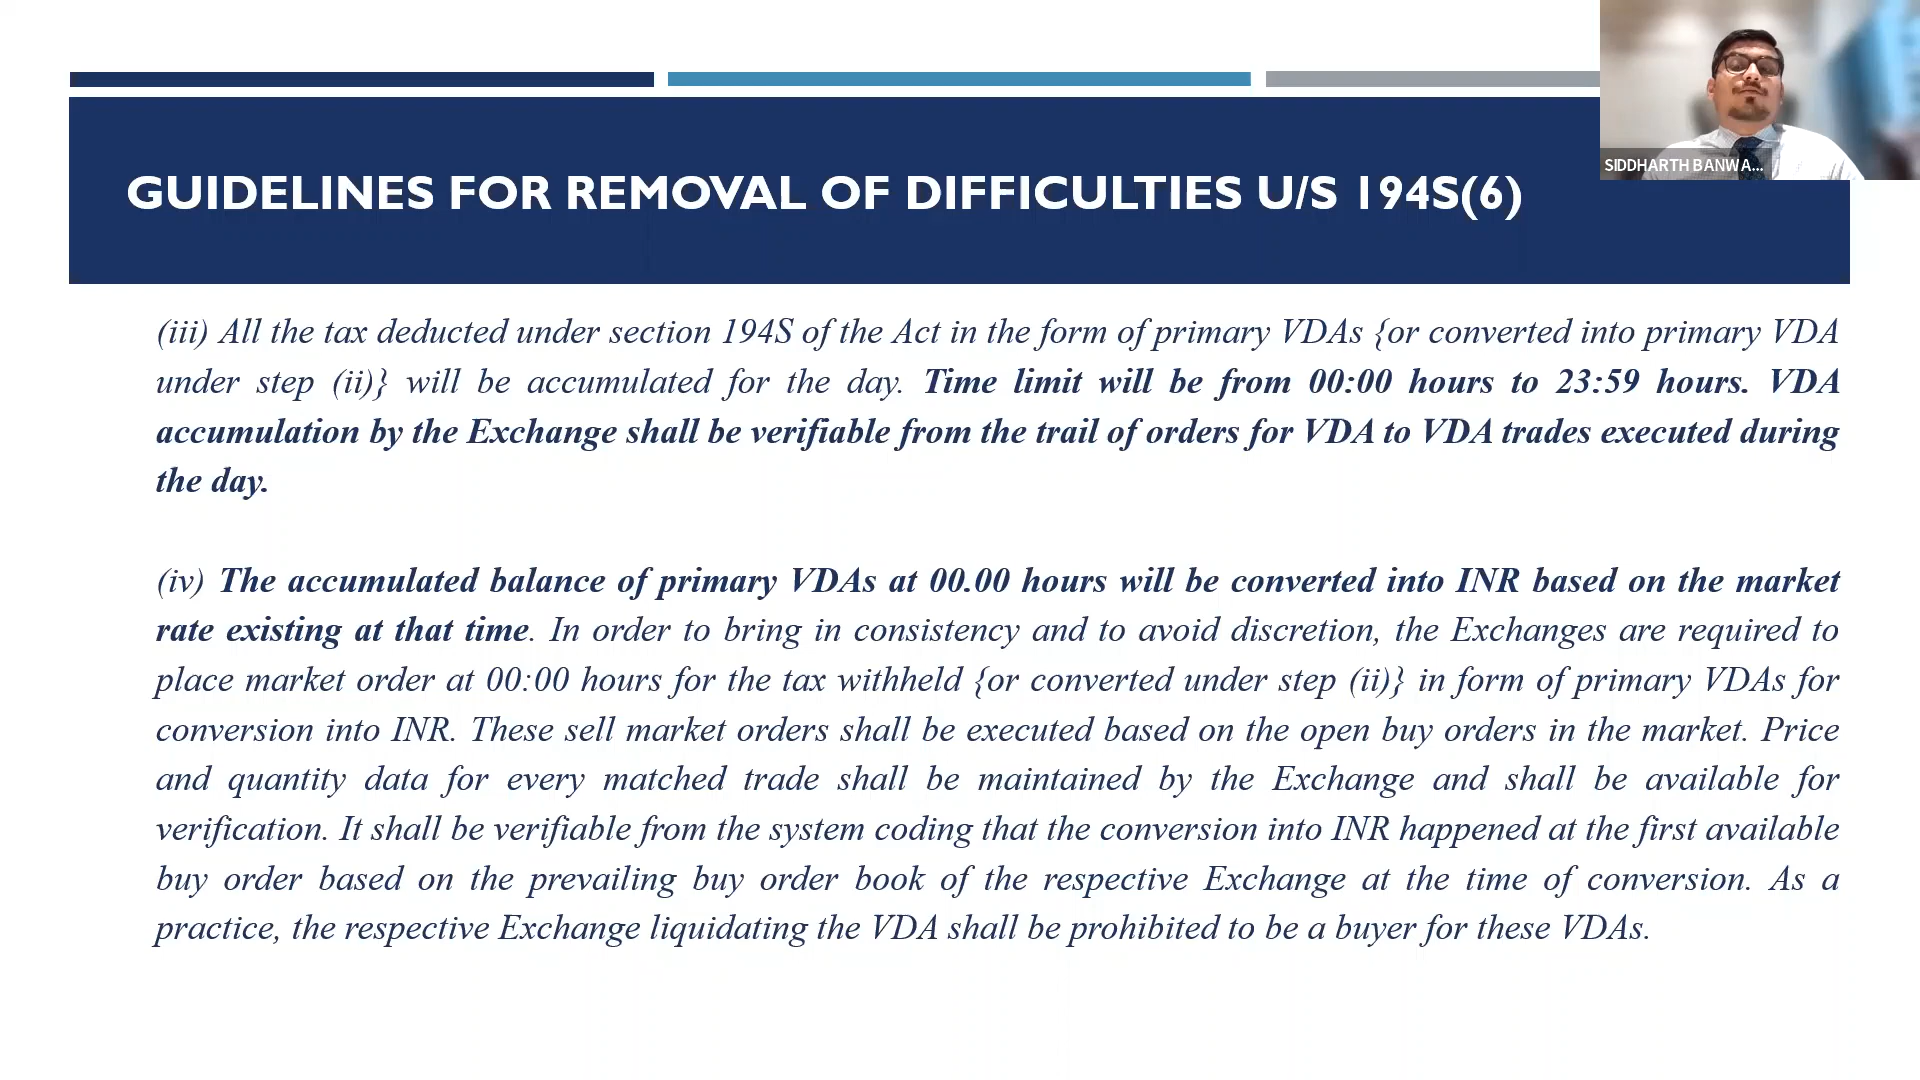 SIDDHARTH BANWA...
GUIDELINES FOR REMOVAL OF DIFFICULTIES U/S 194S(6)
(iii) All the tax deducted under section 194S of the Act in the form of primary VDAs {or converted into primary VDA
under step (ii)} will be accumulated for the day. Time limit will be from 00:00 hours to 23:59 hours. VDA
accumulation by the Exchange shall be verifiable from the trail of orders for VDA to VDA trades executed during
the day.
(iv) The accumulated balance of primary VDAs at 00.00 hours will be converted into INR based on the market
rate existing at that time. In order to bring in consistency and to avoid discretion, the Exchanges are required to
place market order at 00:00 hours for the tax withheld {or converted under step (ii)} in form of primary VDAs for
conversion into INR. These sell market orders shall be executed based on the open buy orders in the market. Price
and quantity data for every matched trade shall be maintained by the Exchange and shall be available for
verification. It shall be verifiable from the system coding that the conversion into INR happened at the first available
buy order based on the prevailing buy order book of the respective Exchange at the time of conversion. As a
practice, the respective Exchange liquidating the VDA shall be prohibited to be a buyer for these VDAs.